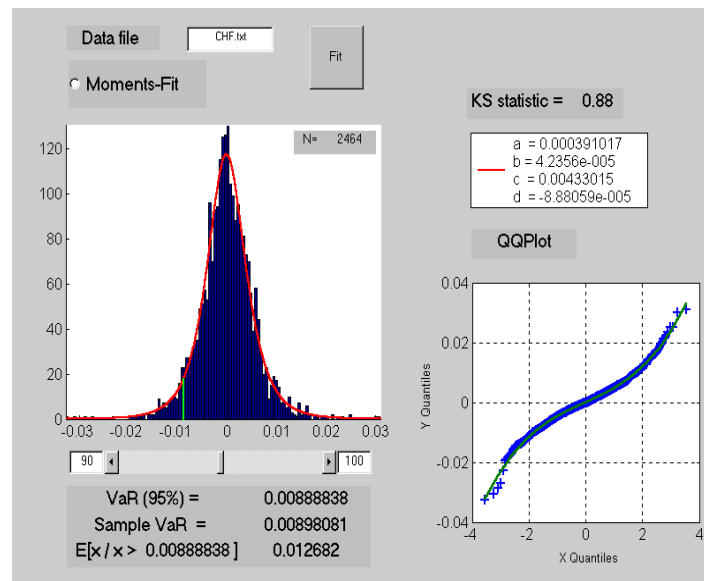 Data file CHF.txt Fit
Moments-Fit
KS statistic = 0.88
a = 0.000391017
b = 4.2356e-005
c = 0.00433015
d = -8.88059e-005
N= 2464
120
100
80
60
40
20
0
-0.03 -0.02 -0.01 0 0.01 0.02 0.03
90 100
VaR (95%) = 0.00888838
Sample VaR = 0.00898081
E[x / x > 0.00888838 ] 0.012682
QQPlot
Y Quantiles
0.04
0.02
0
-0.02
-0.04
-4 -2 0 2 4
X Quantiles